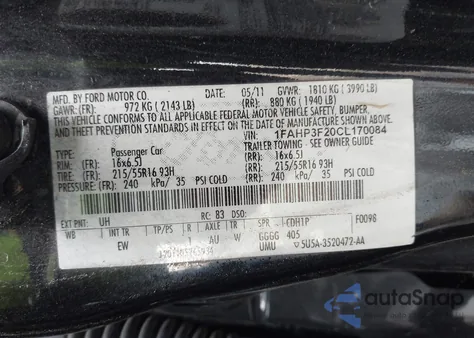 MFD. BY FORD MOTOR CO.
DATE: 05/11 GVWR: 1810 KG ( 3990 LB)
GAWR: (FR): 972 KG ( 2143 LB) (RR): 880 KG ( 1940 LB)
THIS VEHICLE CONFORMS TO ALL APPLICABLE FEDERAL MOTOR VEHICLE
SAFETY, BUMPER, AND THEFT PREVENTION STANDARDS IN EFFECT ON
THE DATE OF MANUFACTURE SHOWN ABOVE.
VIN: 1FAHP3F20CL170084
TYPE: Passenger Car TRAILER TOWING - SEE OWNER GUIDE
RIM: (FR): 16x6.5J (RR): 16x6.5J
TIRE: (FR): 215/55R16 93H (RR): 215/55R16 93H
PRESSURE: (FR): 240 kPa/ 35 PSI COLD (RR): 240 kPa/ 35 PSI COLD
EXT PNT: UH RC: B3 DSO: F0098
WB INT TP/PS R AXLE TR SPR CDH1P
EW 1 AU W GGGG 405
UMU 5U5A-3520472-AA
autoSnap